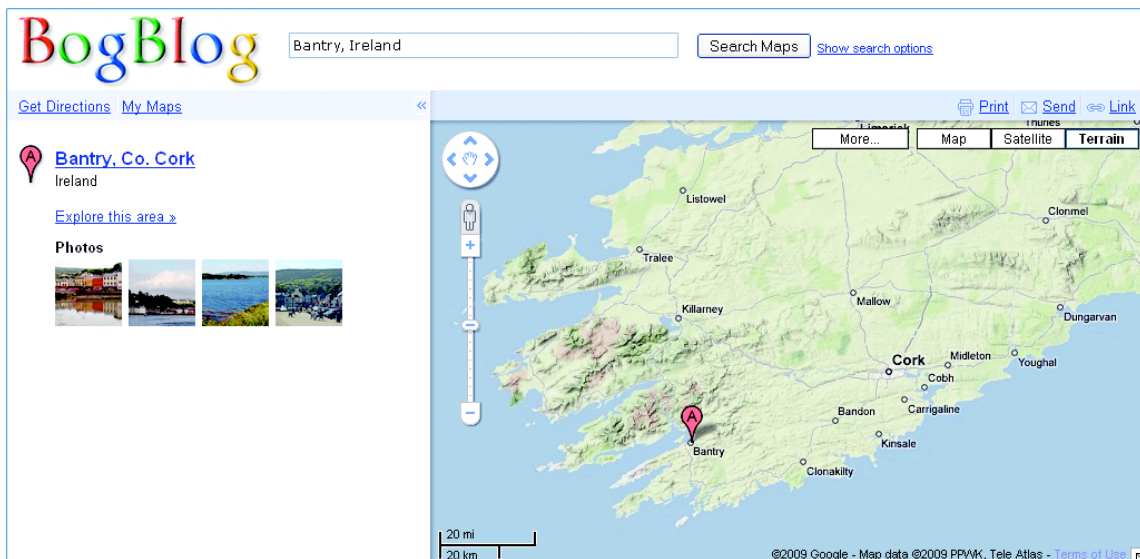 BogBlog
Bantry, Ireland
Search Maps
Show search options
Get Directions My Maps
«
Print Send Link
A
Bantry, Co. Cork
Ireland
Explore this area »
Photos
Limerick
Thurles
More...
Map
Satellite
Terrain
Listowel
Clonmel
Tralee
Mallow
Killarney
Dungarvan
Cork
Midleton
Youghal
Cobh
Carrigaline
Bandon
Kinsale
A
Bantry
Clonakilty
20 mi
20 km
©2009 Google - Map data ©2009 PPWK, Tele Atlas - Terms of Use